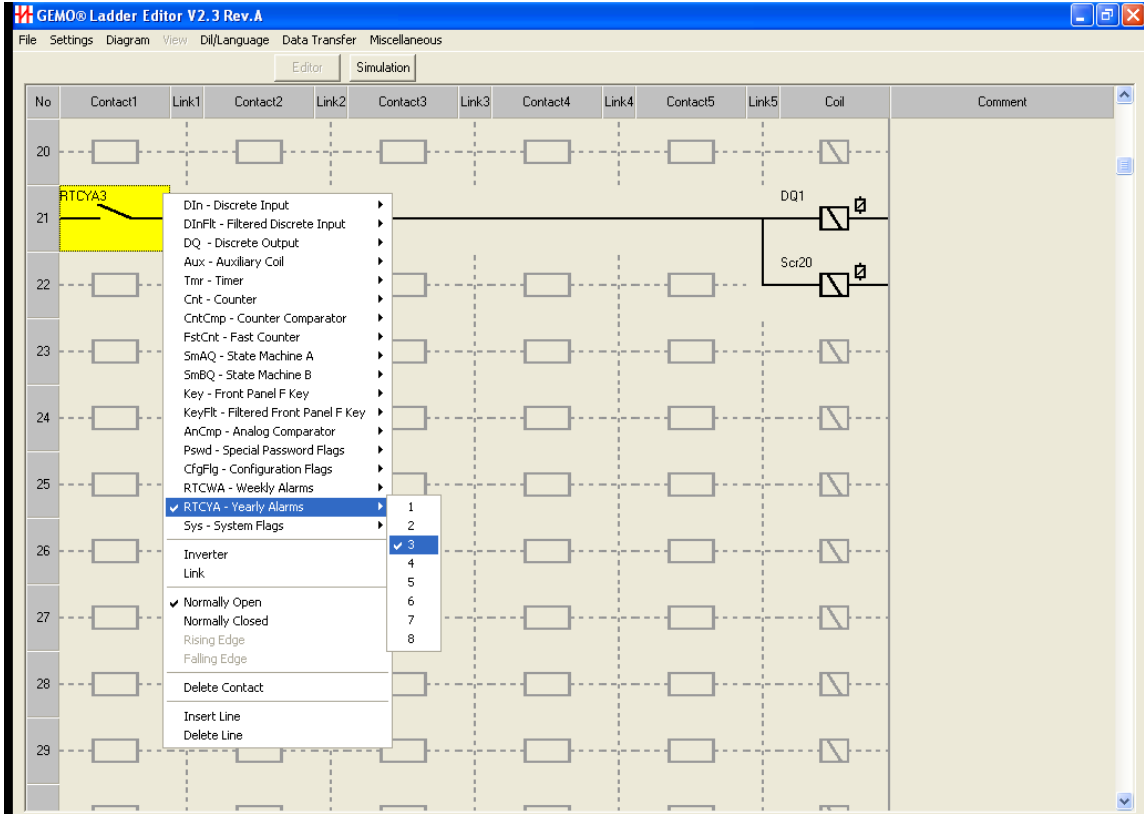 GEMO® Ladder Editor V2.3 Rev.A
File Settings Diagram View Dil/Language Data Transfer Miscellaneous
Editor Simulation
No Contact1 Link1 Contact2 Link2 Contact3 Link3 Contact4 Link4 Contact5 Link5 Coil Comment
20
RTCYA3 DQ1
21
Scr20
22
23
24
25
26
27
28
29
DIn - Discrete Input
DInFlt - Filtered Discrete Input
DQ - Discrete Output
Aux - Auxiliary Coil
Tmr - Timer
Cnt - Counter
CntCmp - Counter Comparator
FstCnt - Fast Counter
SmAQ - State Machine A
SmBQ - State Machine B
Key - Front Panel F Key
KeyFlt - Filtered Front Panel F Key
AnCmp - Analog Comparator
Pswd - Special Password Flags
CfgFlg - Configuration Flags
RTCWA - Weekly Alarms
RTCYA - Yearly Alarms
Sys - System Flags
Inverter
Link
Normally Open
Normally Closed
Rising Edge
Falling Edge
Delete Contact
Insert Line
Delete Line
1
2
3
4
5
6
7
8